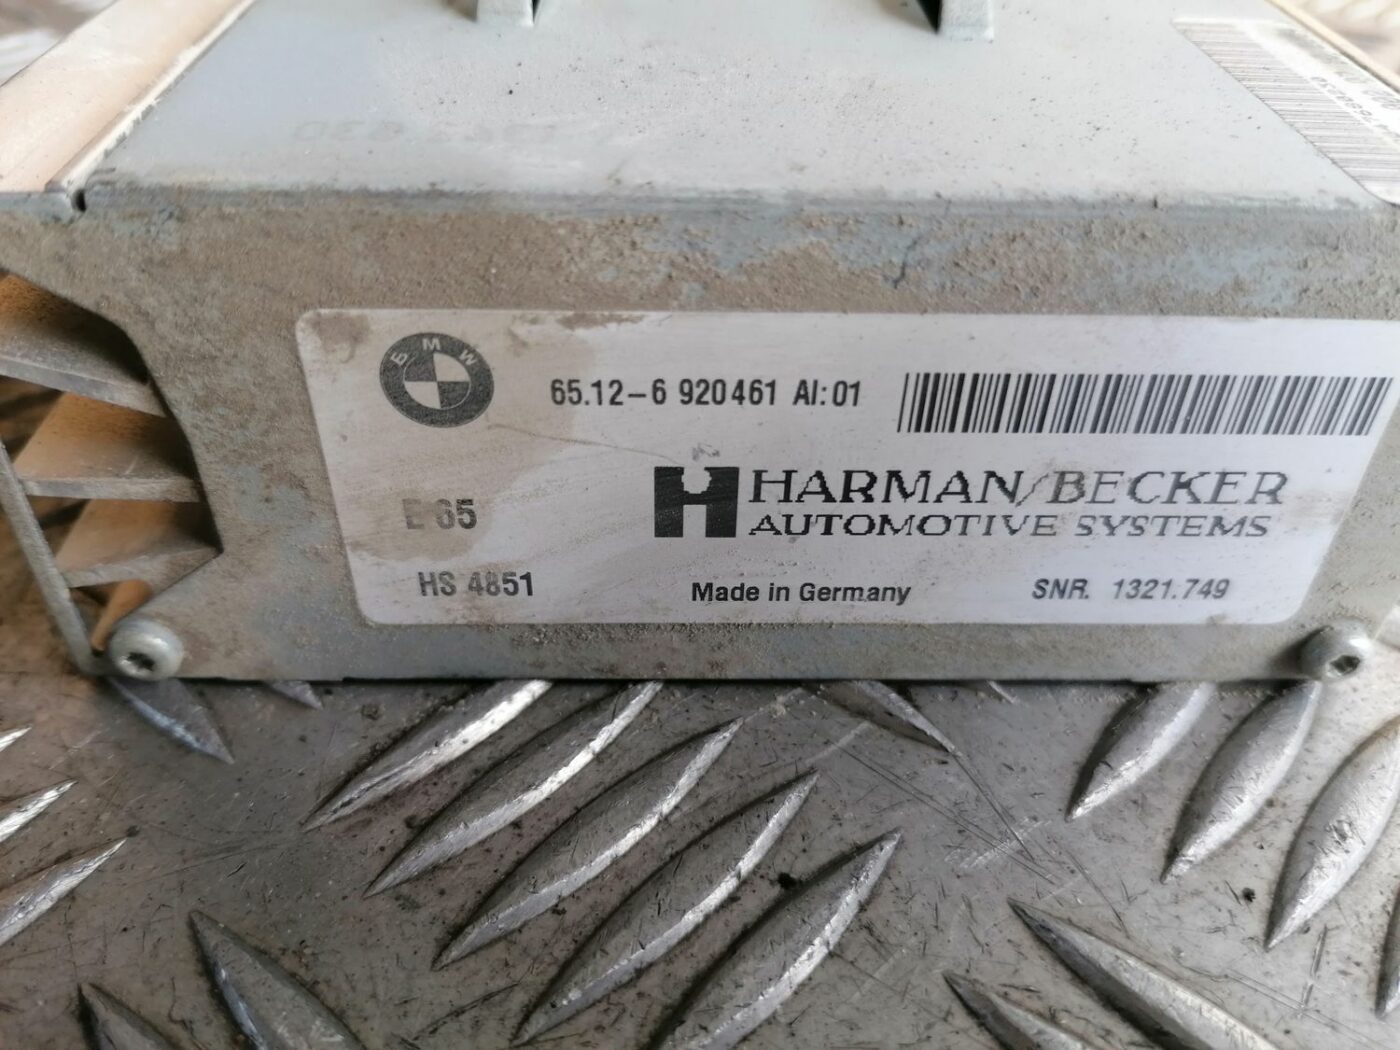 BMW
65.12-6 920461 AI:01
HARMAN/BECKER
AUTOMOTIVE SYSTEMS
E65
HS 4851
Made in Germany
SNR. 1321.749